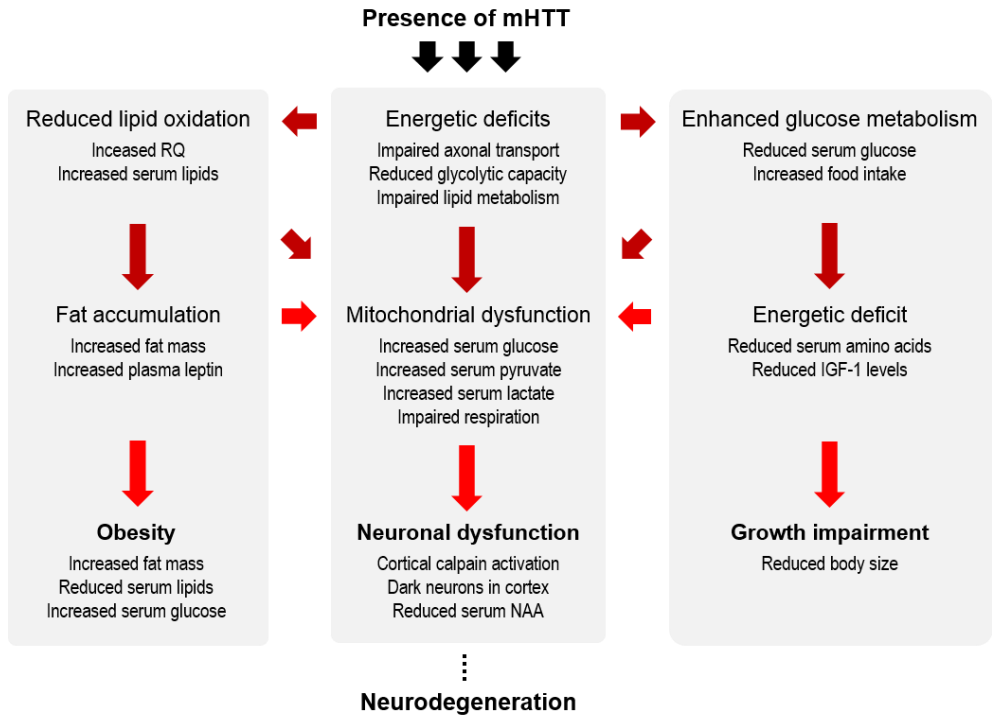 Presence of mHTT
Reduced lipid oxidation
Inceased RQ
Increased serum lipids
Fat accumulation
Increased fat mass
Increased plasma leptin
Obesity
Increased fat mass
Reduced serum lipids
Increased serum glucose
Energetic deficits
Impaired axonal transport
Reduced glycolytic capacity
Impaired lipid metabolism
Mitochondrial dysfunction
Increased serum glucose
Increased serum pyruvate
Increased serum lactate
Impaired respiration
Neuronal dysfunction
Cortical calpain activation
Dark neurons in cortex
Reduced serum NAA
Enhanced glucose metabolism
Reduced serum glucose
Increased food intake
Energetic deficit
Reduced serum amino acids
Reduced IGF-1 levels
Growth impairment
Reduced body size
Neurodegeneration